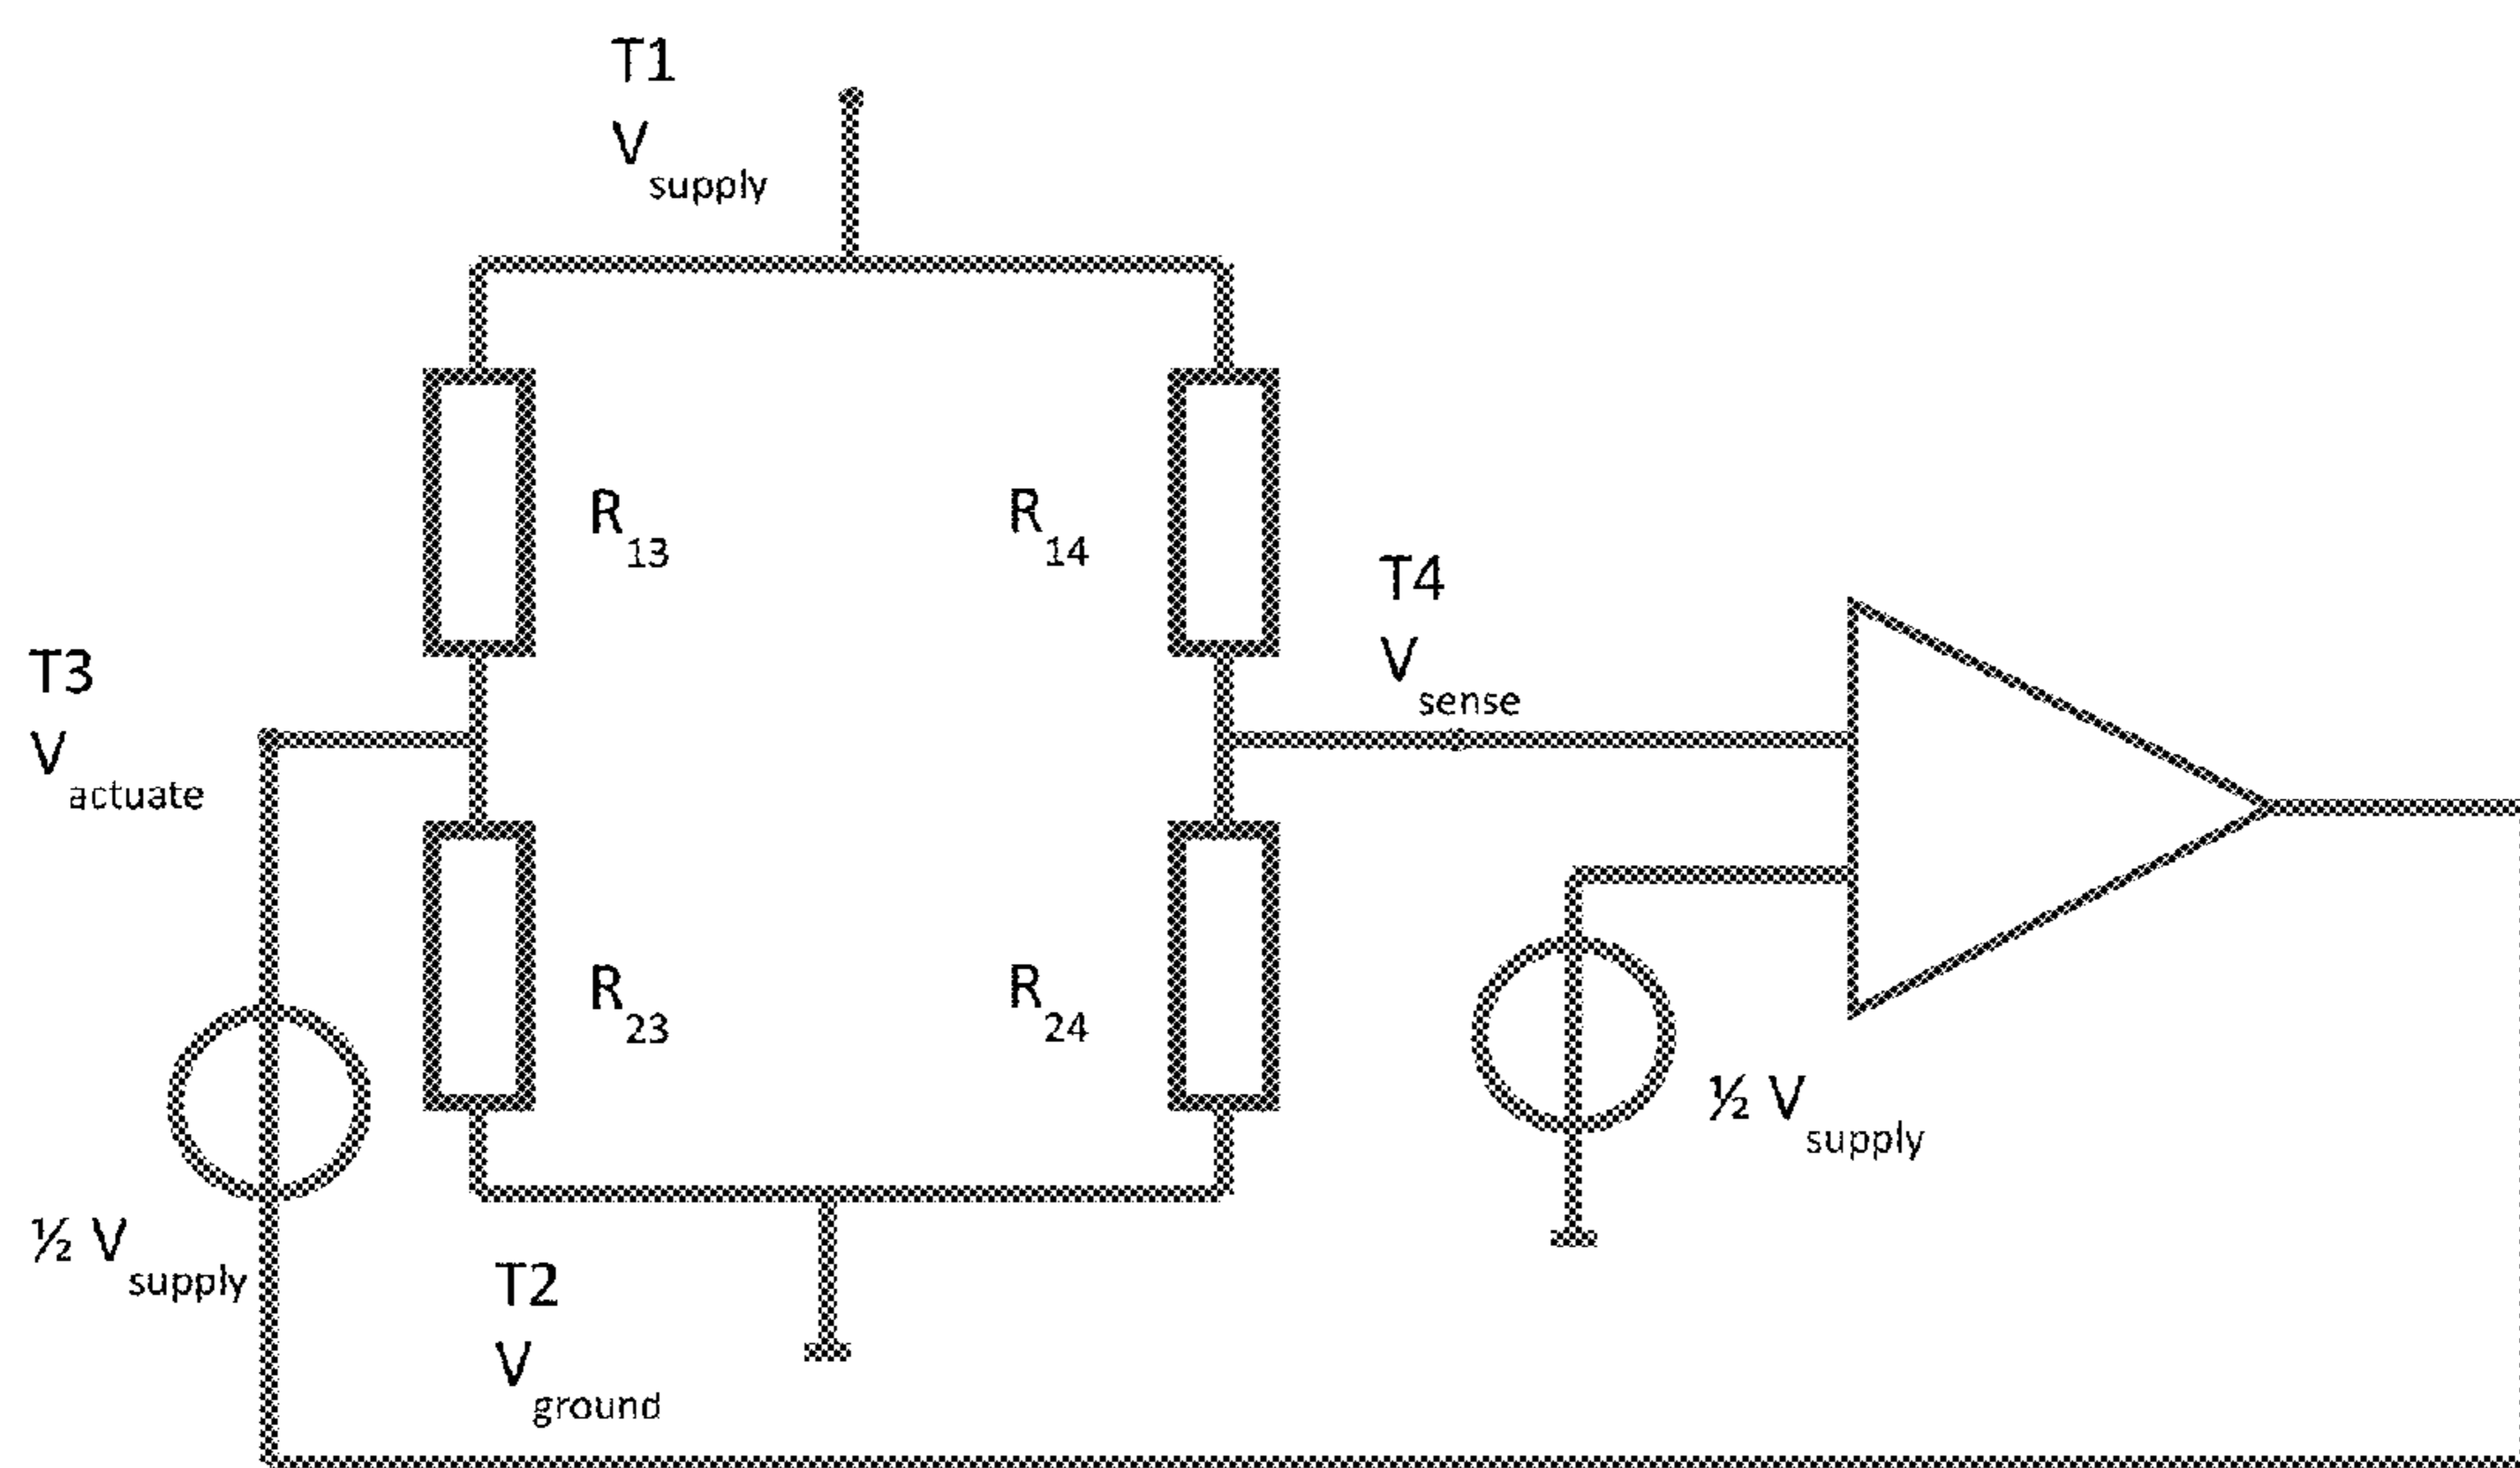 T1
V supply
R 13
R 14
T4
V sense
T3
V actuate
R 23
R 24
½ V supply
½ V supply
T2
V ground